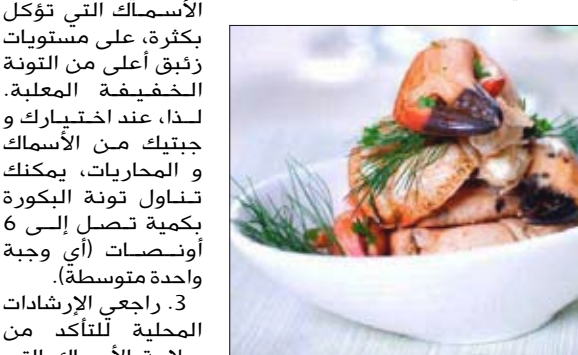 الأسماك التي تؤكل
بكثرة، على مستويات
زئبق أعلى من التونة
الخفيفة المعلبة.
لذا، عند اختيارك و
جبتيك من الأسماك
و المحاريات، يمكنك
تناول تونة البكورة
بكمية تصل إلى 6
أونصات (أي وجبة
واحدة متوسطة).
3. راجعي الإرشادات
المحلية للتأكد من